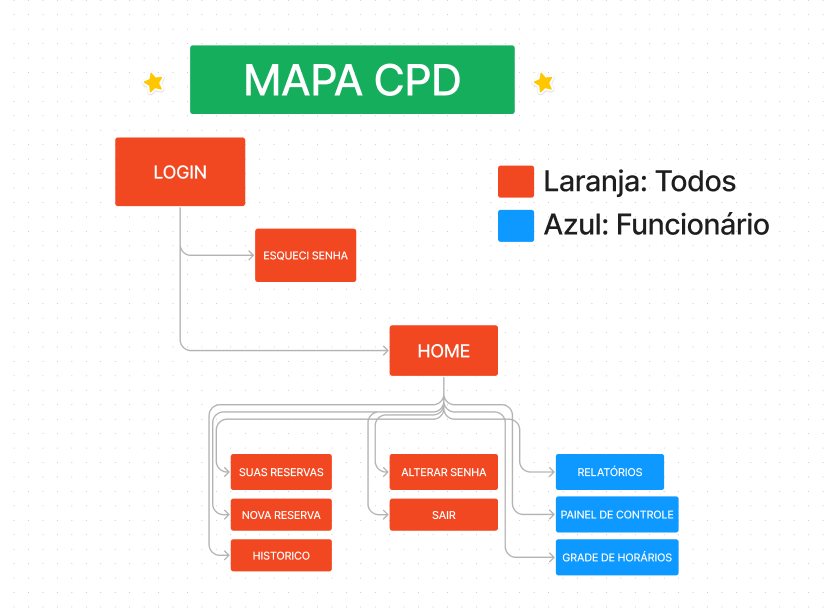 MAPA CPD
LOGIN
Laranja: Todos
Azul: Funcionário
ESQUECI SENHA
HOME
SUAS RESERVAS
ALTERAR SENHA
RELATÓRIOS
NOVA RESERVA
SAIR
PAINEL DE CONTROLE
HISTORICO
GRADE DE HORÁRIOS